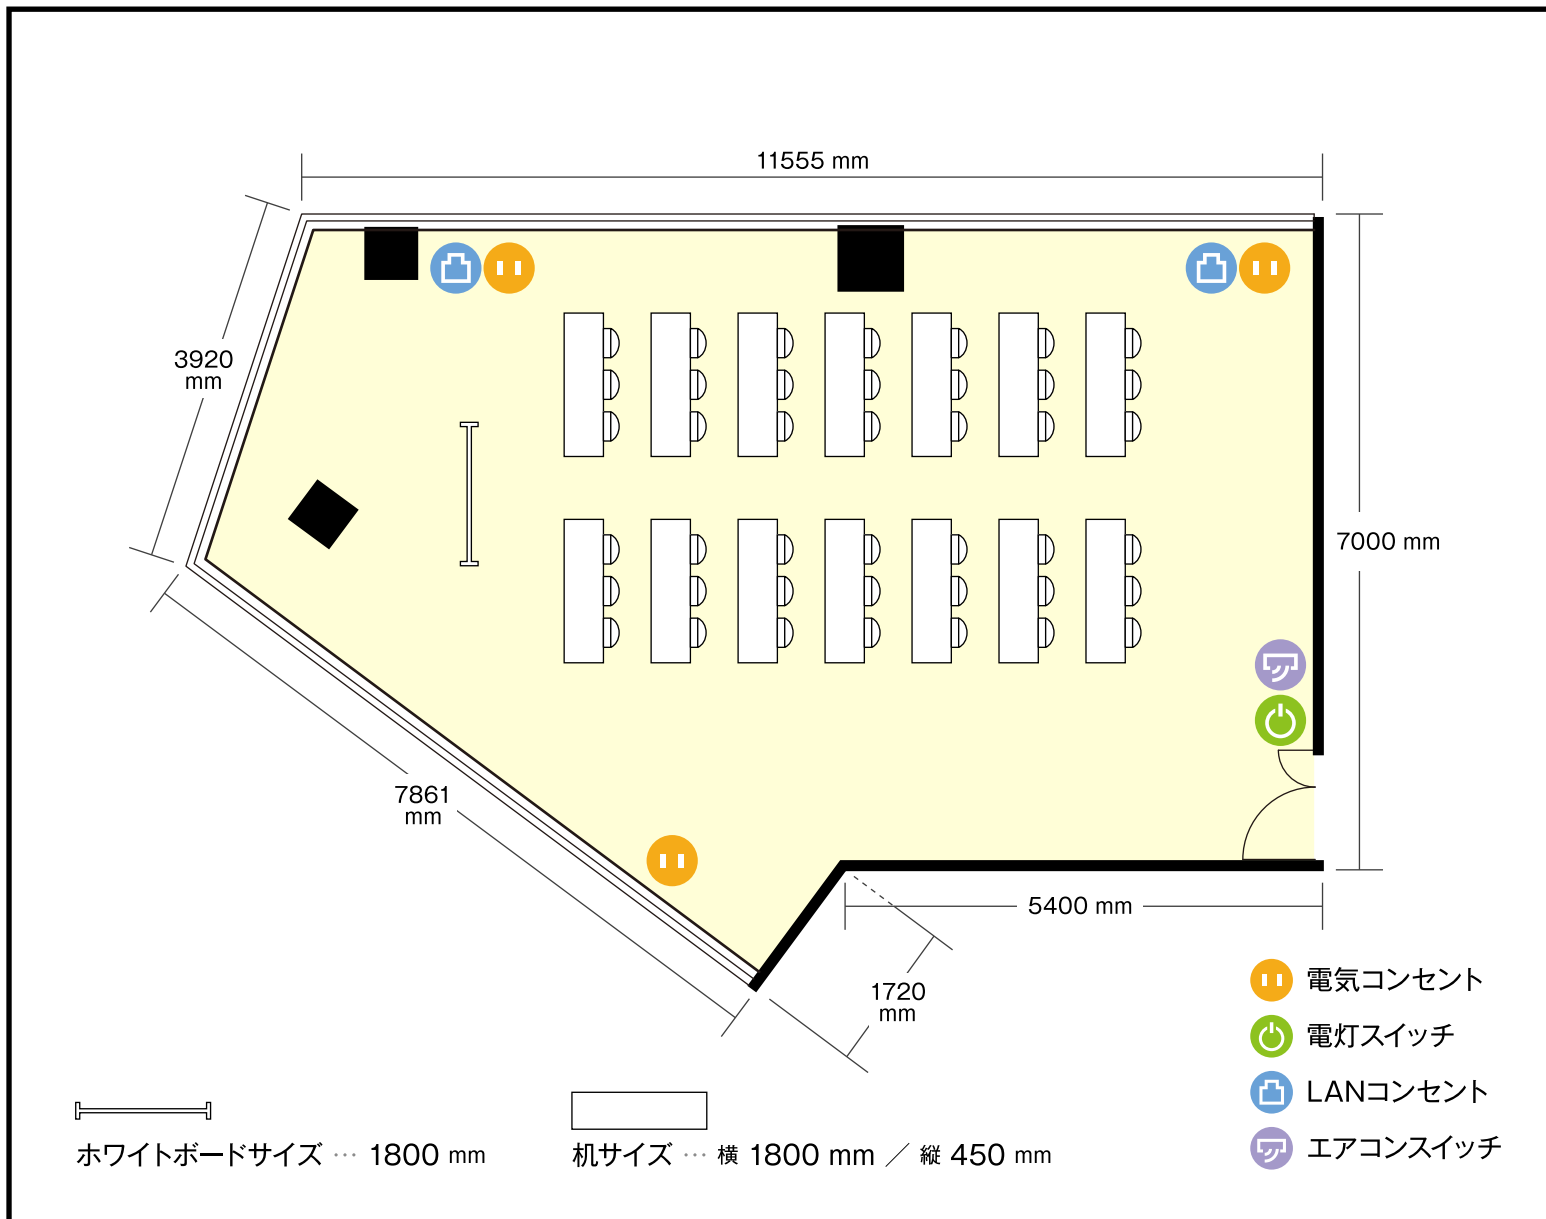 11555 mm
3920
mm
7000 mm
7861
mm
5400 mm
1720
mm
電気コンセント
電灯スイッチ
LANコンセント
エアコンスイッチ
ホワイトボードサイズ … 1800 mm
机サイズ … 横 1800 mm ／ 縦 450 mm